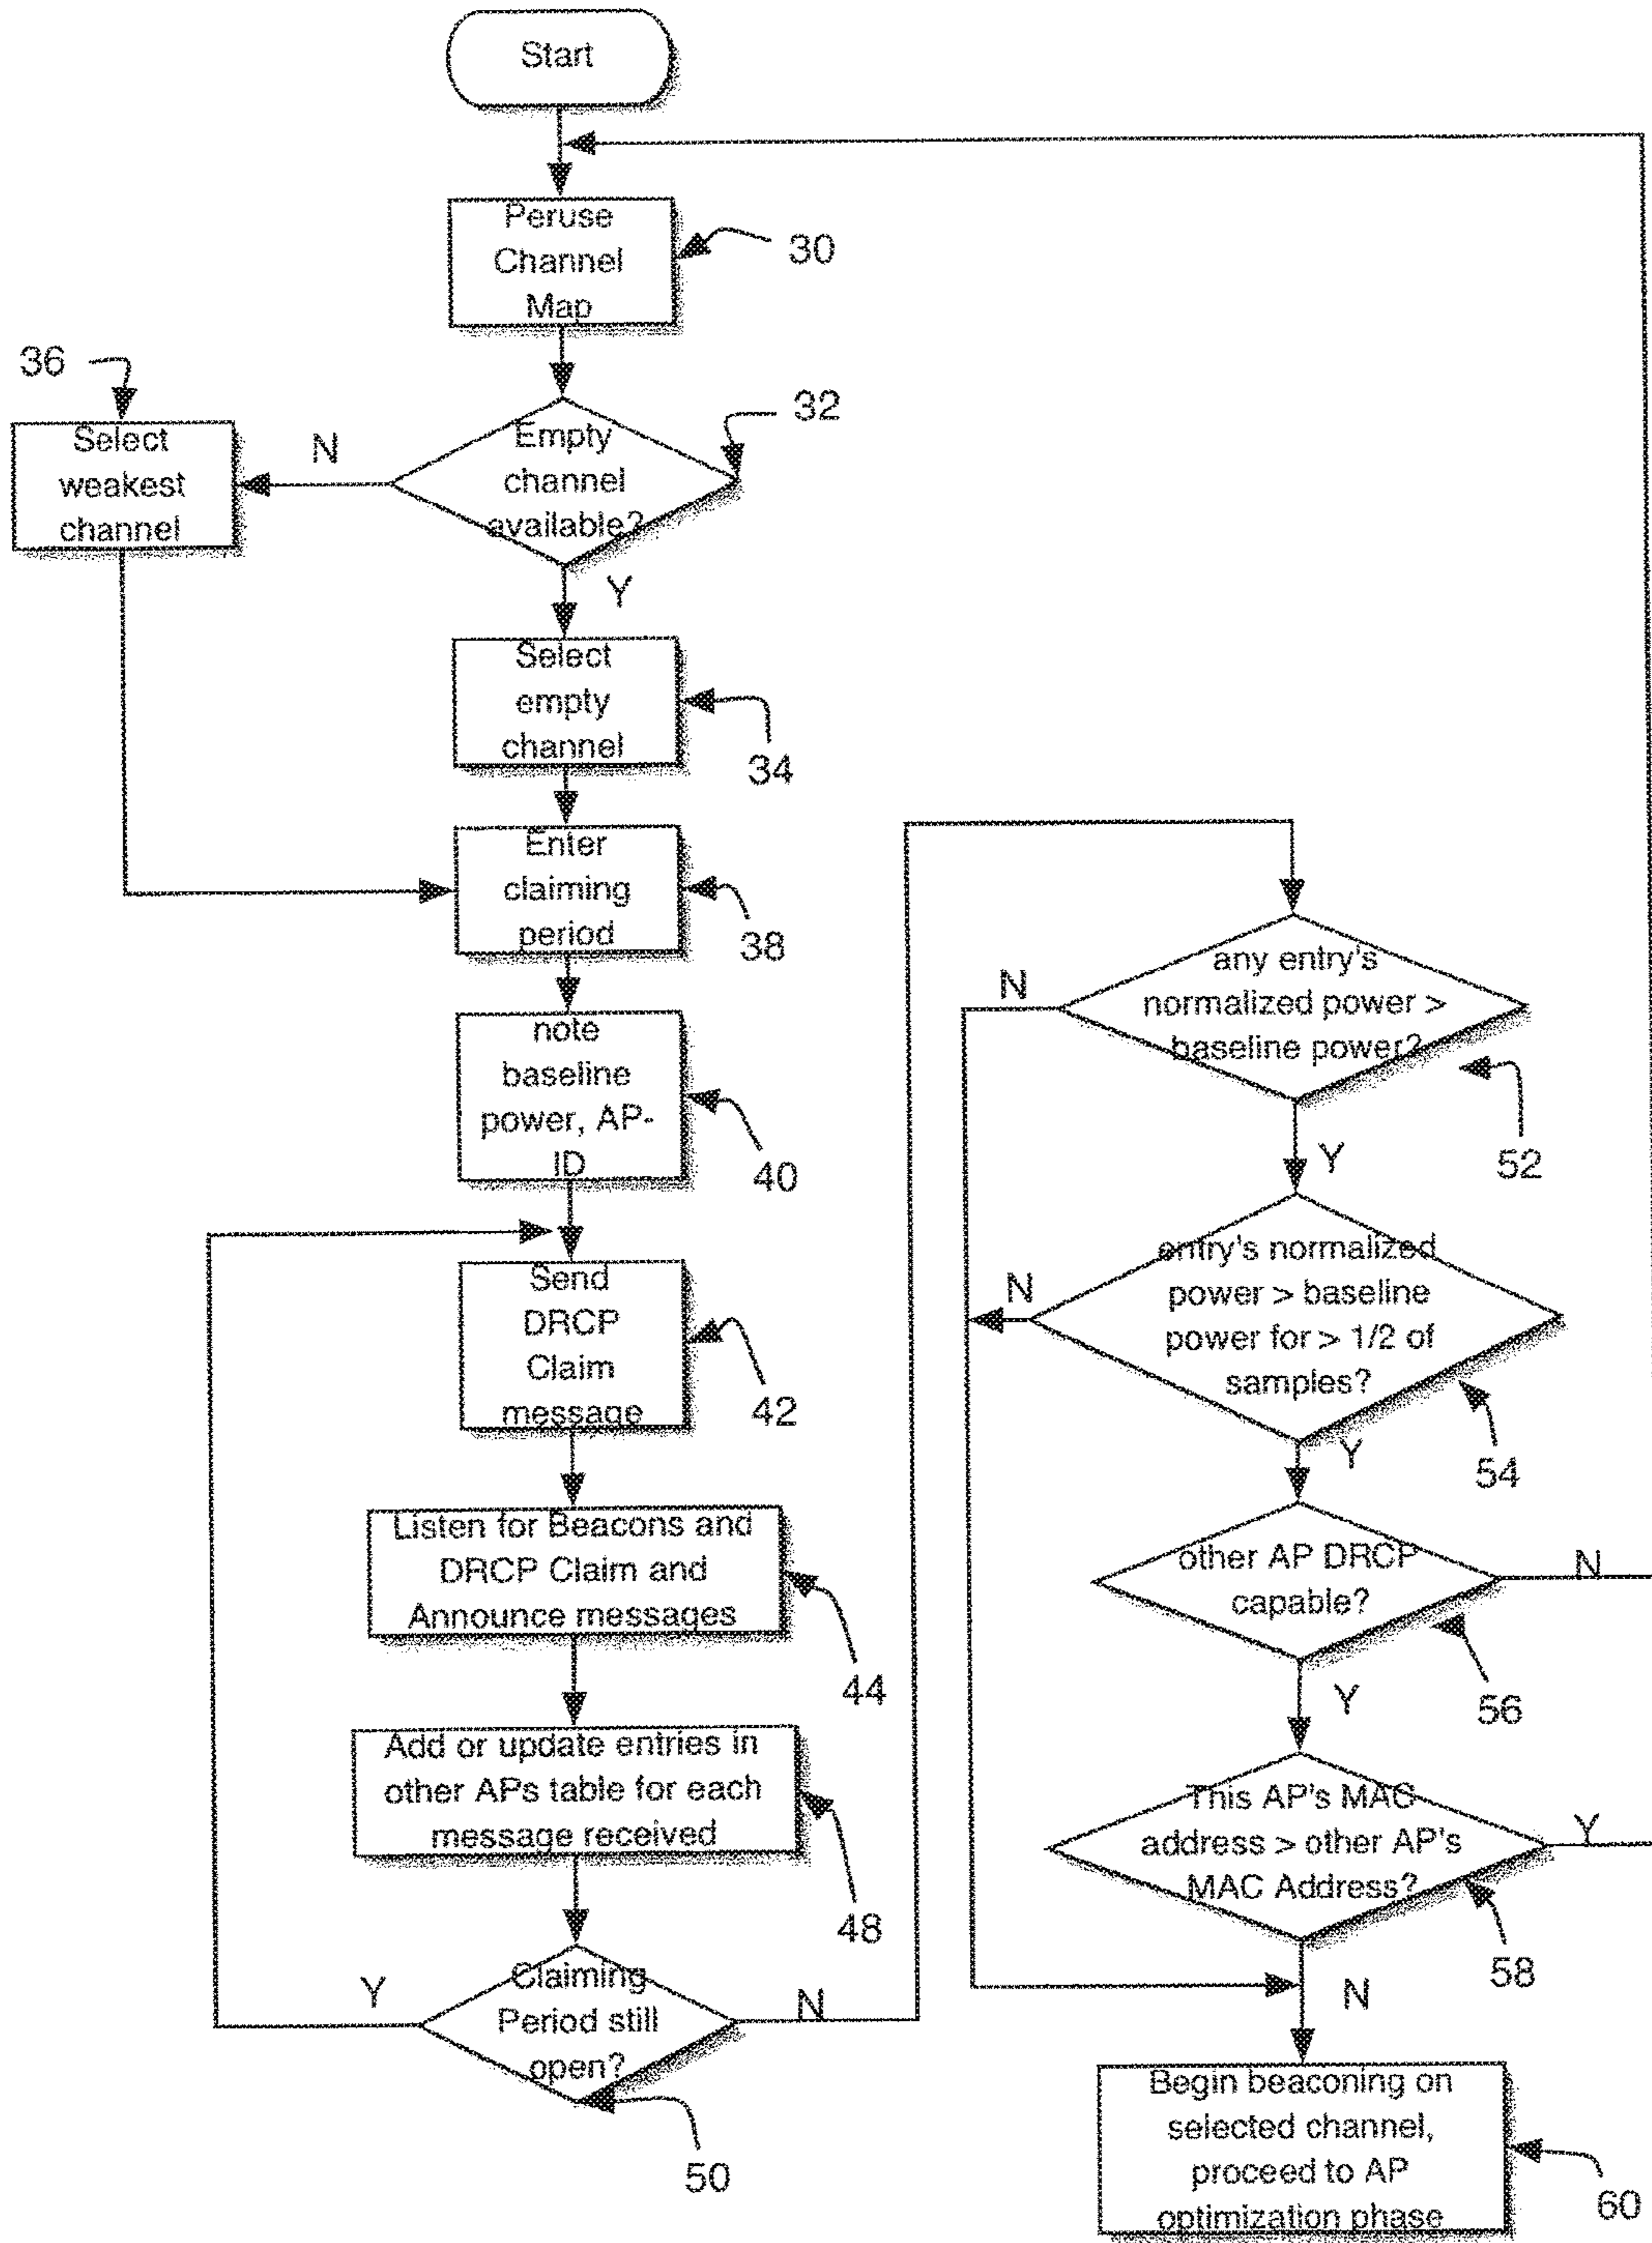 Start
Peruse
Channel
Map
30
36
Select
weakest
channel
N
Empty
channel
available?
32
Y
Select
empty
channel
34
Enter
claiming
period
38
note
baseline
power, AP-
ID
40
Send
DRCP
Claim
message
42
Listen for Beacons and
DRCP Claim and
Announce messages
44
Add or update entries in
other APs table for each
message received
48
Y
Claiming
Period still
open?
N
50
N
any entry's
normalized power >
baseline power?
52
Y
N
entry's normalized
power > baseline
power for > 1/2 of
samples?
54
Y
other AP DRCP
capable?
N
56
Y
This AP's MAC
address > other AP's
MAC Address?
Y
58
N
Begin beaconing on
selected channel,
proceed to AP
optimization phase
60